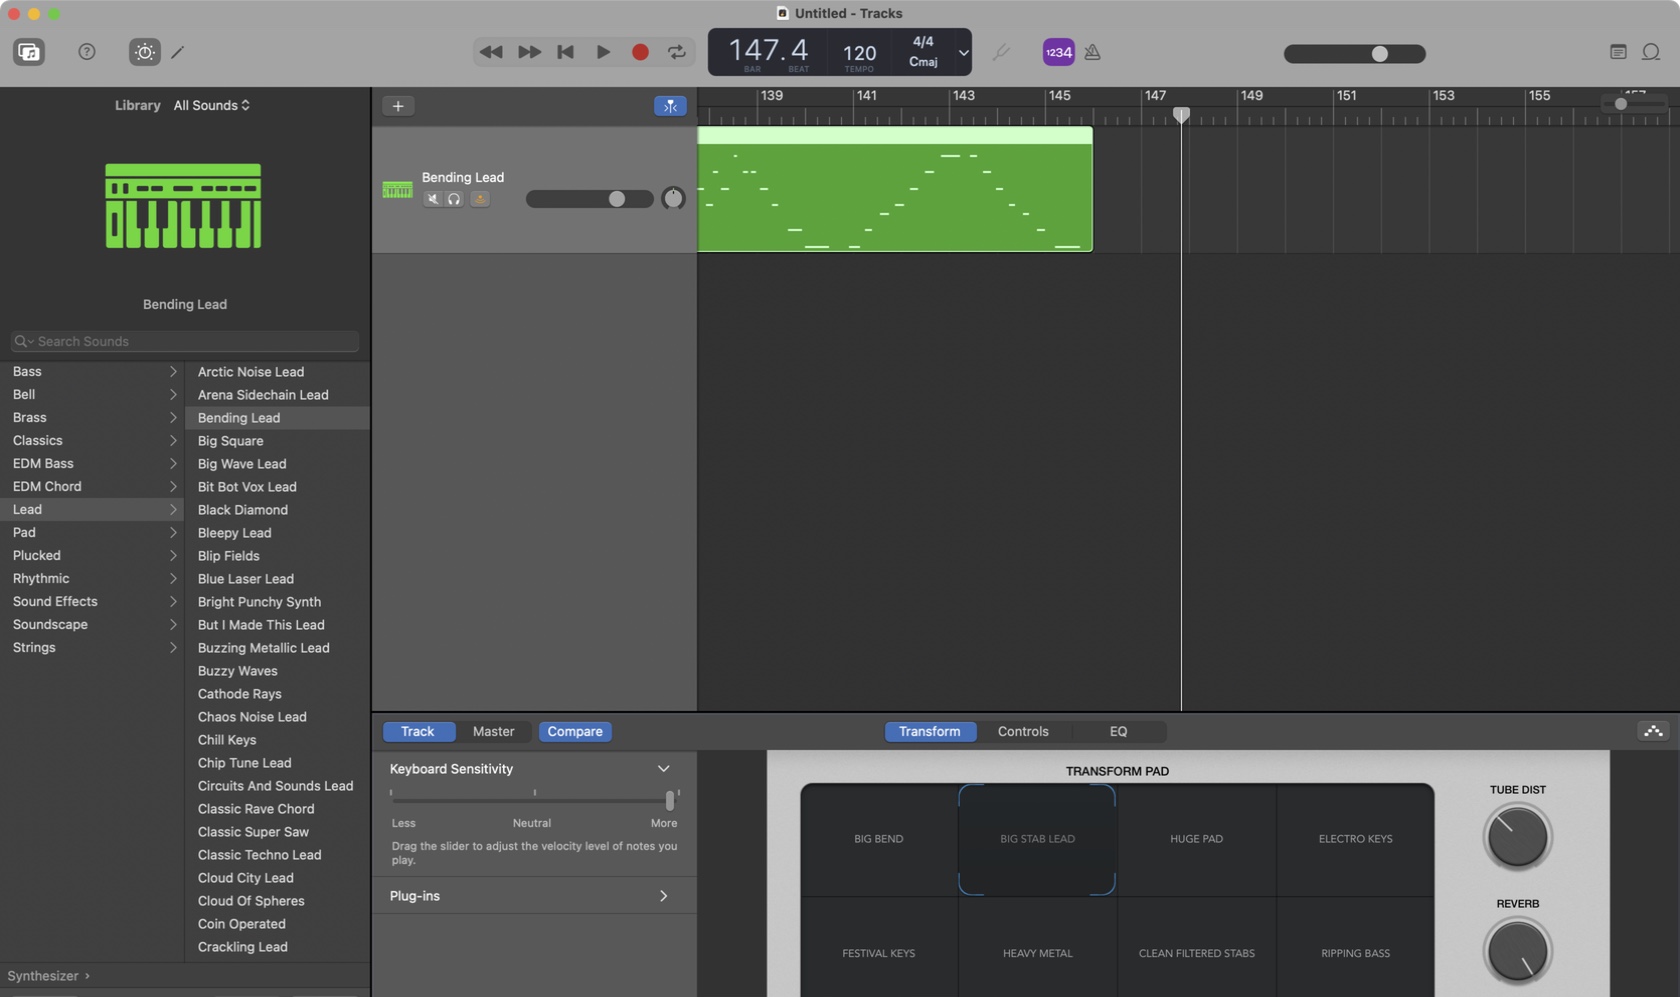 Untitled - Tracks
147.4
BAR
BEAT
120
TEMPO
4/4
Cmaj
1234
Library
All Sounds
139
141
143
145
147
149
151
153
155
157
Bending Lead
Bending Lead
Search Sounds
Bass
Bell
Brass
Classics
EDM Bass
EDM Chord
Lead
Pad
Plucked
Rhythmic
Sound Effects
Soundscape
Strings
Arctic Noise Lead
Arena Sidechain Lead
Bending Lead
Big Square
Big Wave Lead
Bit Bot Vox Lead
Black Diamond
Bleepy Lead
Blip Fields
Blue Laser Lead
Bright Punchy Synth
But I Made This Lead
Buzzing Metallic Lead
Buzzy Waves
Cathode Rays
Chaos Noise Lead
Chill Keys
Chip Tune Lead
Circuits And Sounds Lead
Classic Rave Chord
Classic Super Saw
Classic Techno Lead
Cloud City Lead
Cloud Of Spheres
Coin Operated
Crackling Lead
Synthesizer ›
Track
Master
Compare
Transform
Controls
EQ
Keyboard Sensitivity
Less
Neutral
More
Drag the slider to adjust the velocity level of notes you
play.
Plug-ins
TRANSFORM PAD
BIG BEND
BIG STAB LEAD
HUGE PAD
ELECTRO KEYS
FESTIVAL KEYS
HEAVY METAL
CLEAN FILTERED STABS
RIPPING BASS
TUBE DIST
REVERB